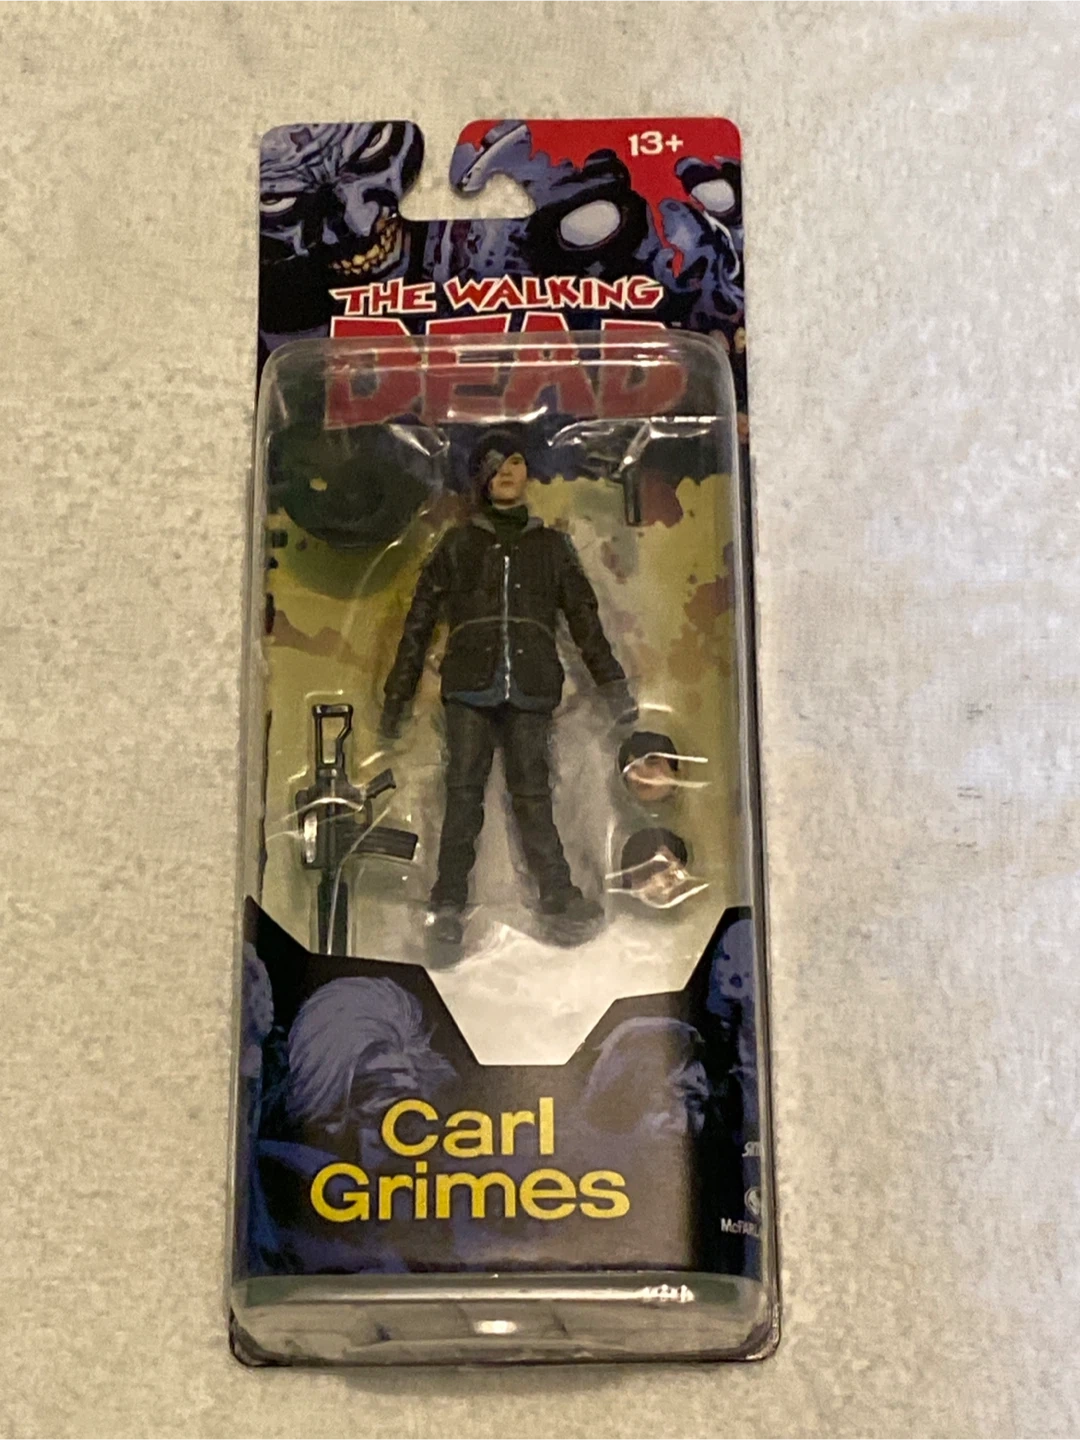 13+
THE WALKING
DEAD
Carl
Grimes